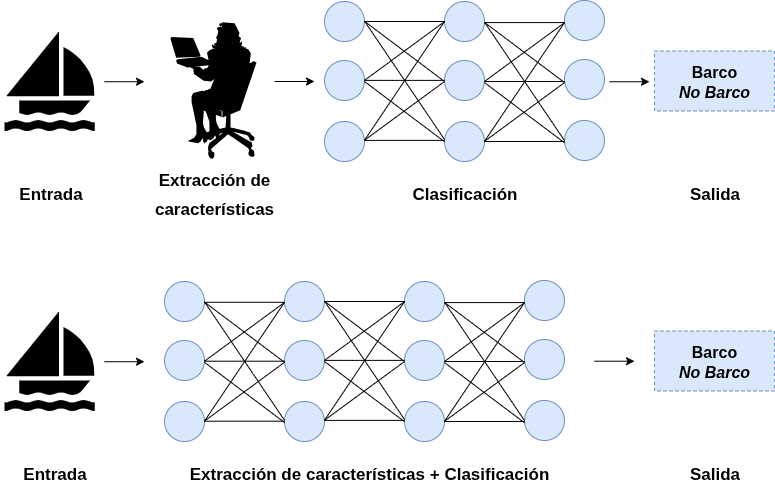 Barco
No Barco
Entrada
Extracción de
características
Clasificación
Salida
Barco
No Barco
Entrada
Extracción de características + Clasificación
Salida